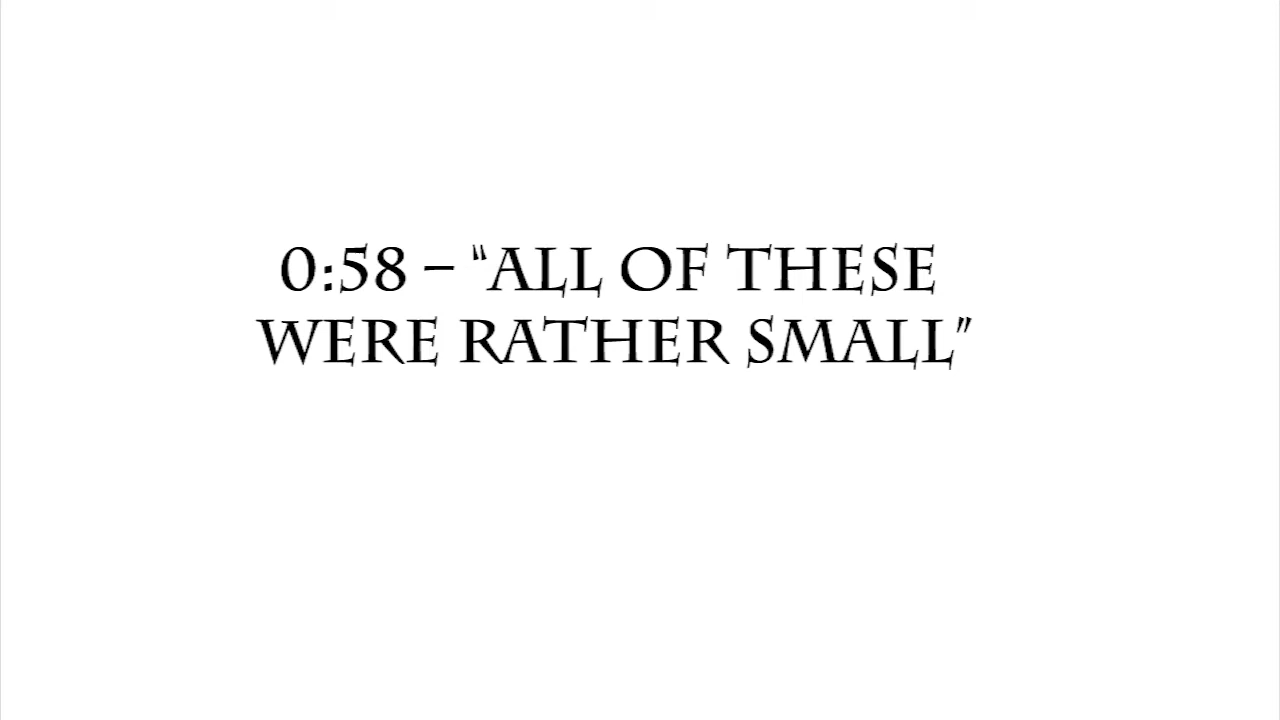 0:58 – “ALL OF THESE
WERE RATHER SMALL”